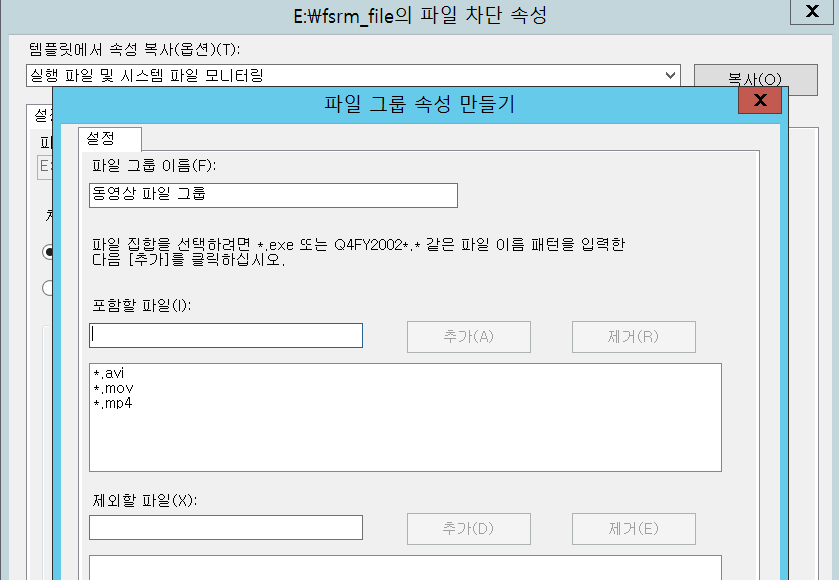 E:\fsrm_file의 파일 차단 속성
X
템플릿에서 속성 복사(옵션)(T):
실행 파일 및 시스템 파일 모니터링
복사(O)
파일 그룹 속성 만들기
X
설정
파일 그룹 이름(F):
동영상 파일 그룹
파일 집합을 선택하려면 *.exe 또는 Q4FY2002*.* 같은 파일 이름 패턴을 입력한
다음 [추가]를 클릭하십시오.
포함할 파일(I):
추가(A)
제거(R)
*.avi
*.mov
*.mp4
제외할 파일(X):
추가(D)
제거(E)